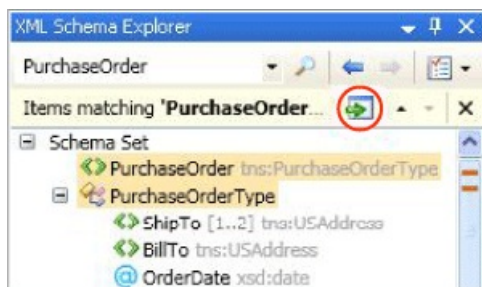 XML Schema Explorer
PurchaseOrder
Items matching 'PurchaseOrder...
Schema Set
PurchaseOrder tns:PurchaseOrderType
PurchaseOrderType
ShipTo [1..2] tns:USAddress
BillTo tns:USAddress
OrderDate xsd:date